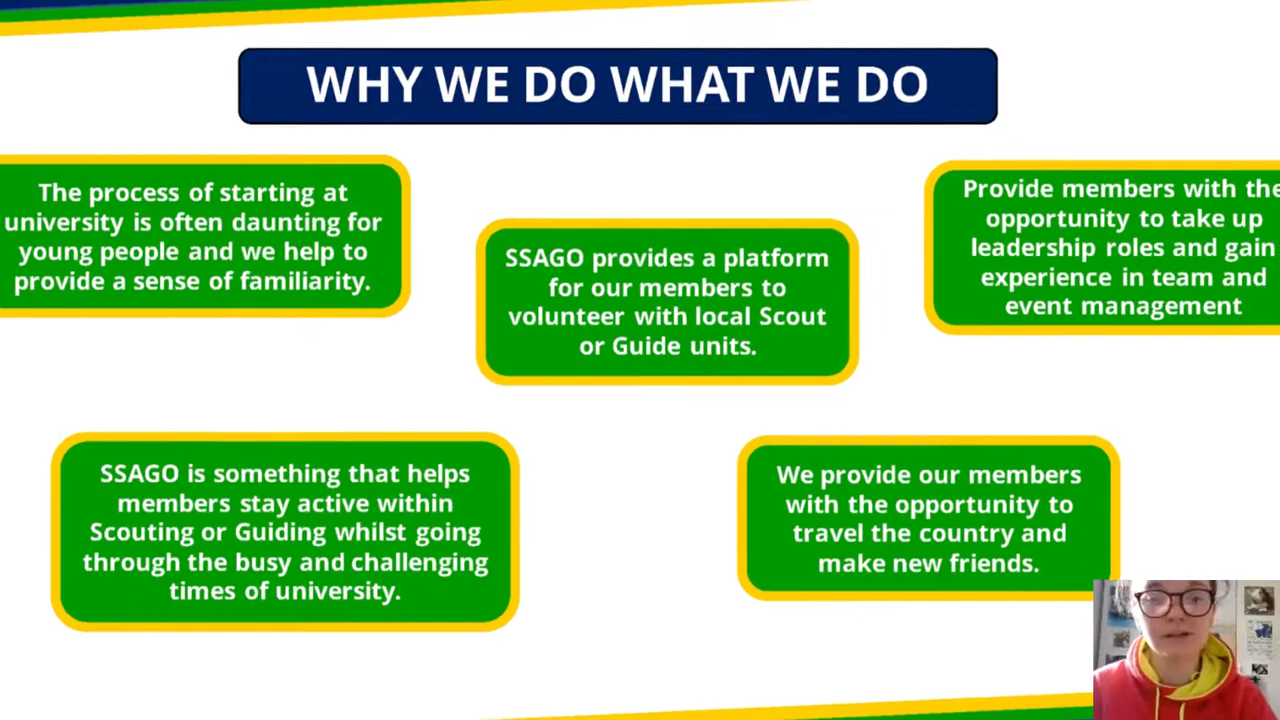 WHY WE DO WHAT WE DO
The process of starting at
university is often daunting for
young people and we help to
provide a sense of familiarity.
SSAGO provides a platform
for our members to
volunteer with local Scout
or Guide units.
Provide members with the
opportunity to take up
leadership roles and gain
experience in team and
event management
SSAGO is something that helps
members stay active within
Scouting or Guiding whilst going
through the busy and challenging
times of university.
We provide our members
with the opportunity to
travel the country and
make new friends.